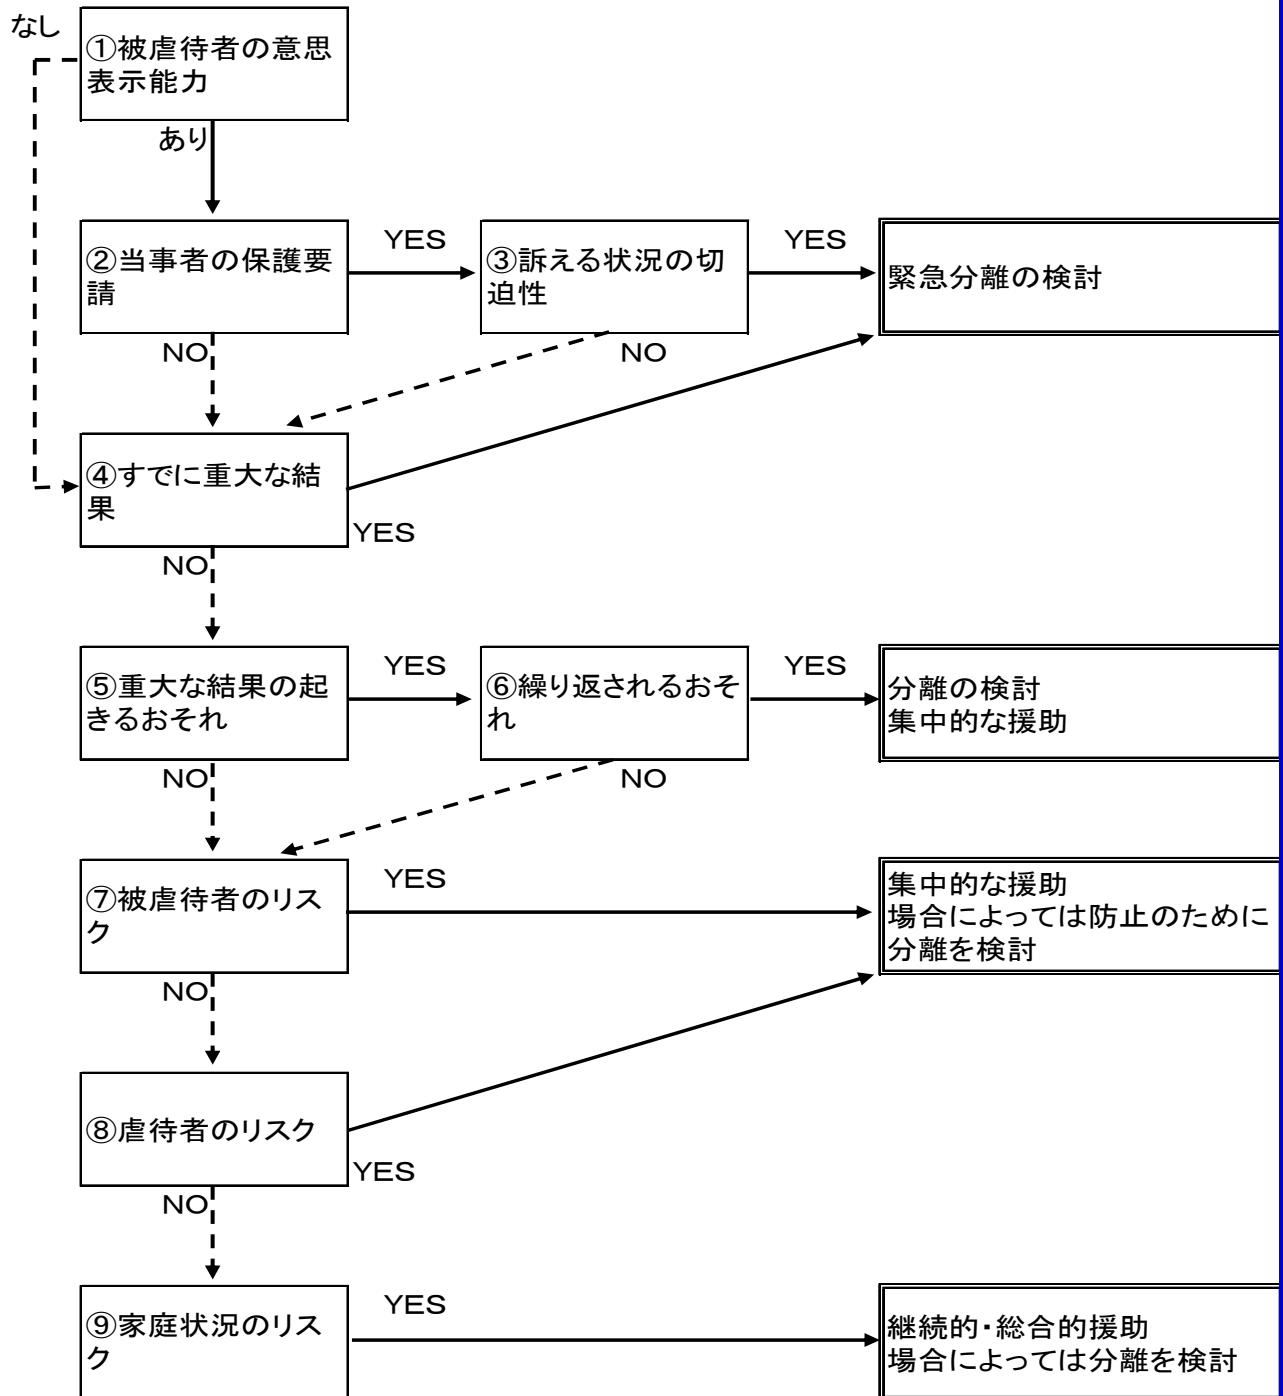 なし
①被虐待者の意思
表示能力
あり
②当事者の保護要
請
YES
③訴える状況の切
迫性
YES
緊急分離の検討
NO
NO
④すでに重大な結
果
YES
NO
⑤重大な結果の起
きるおそれ
YES
⑥繰り返されるおそ
れ
YES
分離の検討
集中的な援助
NO
NO
⑦被虐待者のリス
ク
YES
集中的な援助
場合によっては防止のために
分離を検討
NO
⑧虐待者のリスク
YES
NO
⑨家庭状況のリス
ク
YES
継続的・総合的援助
場合によっては分離を検討